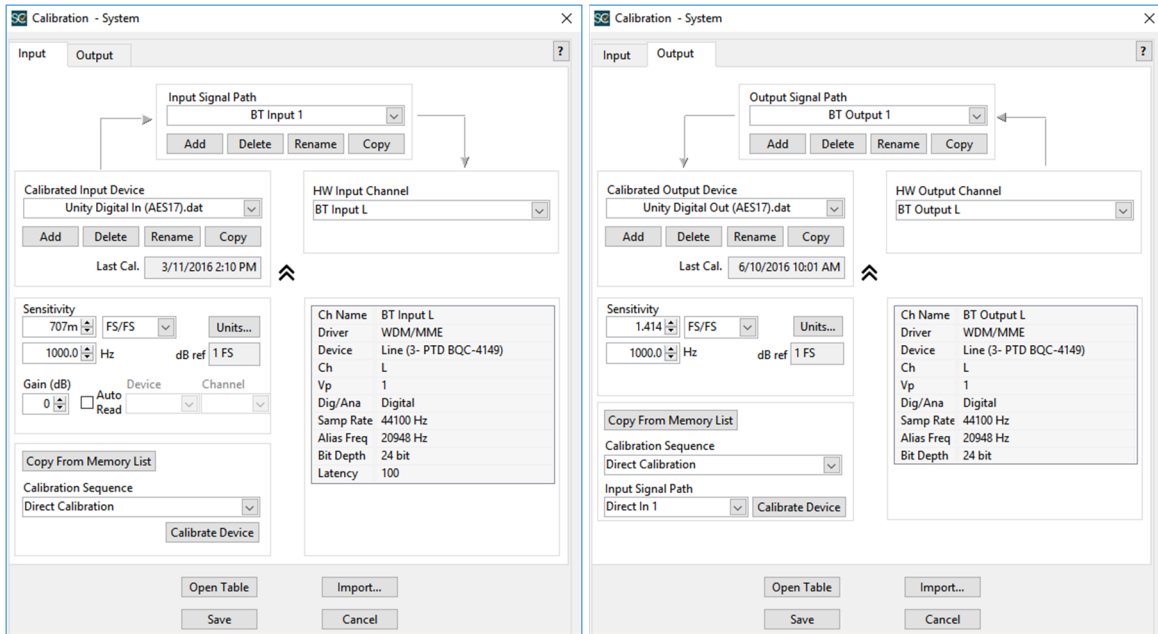 SC Calibration - System
Input
Output
?
Input Signal Path
BT Input 1
Add Delete Rename Copy
Calibrated Input Device
Unity Digital In (AES17).dat
Add Delete Rename Copy
Last Cal. 3/11/2016 2:10 PM
HW Input Channel
BT Input L
Sensitivity
707m FS/FS Units...
1000.0 Hz dB ref 1 FS
Gain (dB) Auto Read Device Channel
0
Copy From Memory List
Calibration Sequence
Direct Calibration
Calibrate Device
Ch Name BT Input L
Driver WDM/MME
Device Line (3- PTD BQC-4149)
Ch L
Vp 1
Dig/Ana Digital
Samp Rate 44100 Hz
Alias Freq 20948 Hz
Bit Depth 24 bit
Latency 100
Open Table Import...
Save Cancel
SC Calibration - System
Input
Output
?
Output Signal Path
BT Output 1
Add Delete Rename Copy
Calibrated Output Device
Unity Digital Out (AES17).dat
Add Delete Rename Copy
Last Cal. 6/10/2016 10:01 AM
HW Output Channel
BT Output L
Sensitivity
1.414 FS/FS Units...
1000.0 Hz dB ref 1 FS
Copy From Memory List
Calibration Sequence
Direct Calibration
Input Signal Path
Direct In 1 Calibrate Device
Ch Name BT Output L
Driver WDM/MME
Device Line (3- PTD BQC-4149)
Ch L
Vp 1
Dig/Ana Digital
Samp Rate 44100 Hz
Alias Freq 20948 Hz
Bit Depth 24 bit
Open Table Import...
Save Cancel